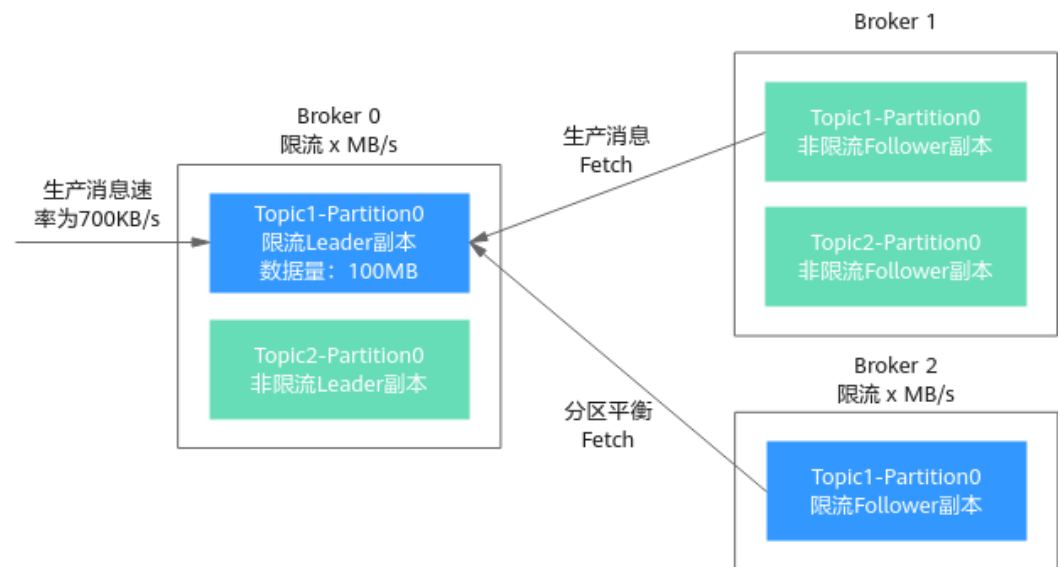 Broker 0
限流 x MB/s
生产消息速
率为700KB/s
Topic1-Partition0
限流Leader副本
数据量：100MB
Topic2-Partition0
非限流Leader副本
生产消息
Fetch
分区平衡
Fetch
Broker 1
Topic1-Partition0
非限流Follower副本
Topic2-Partition0
非限流Follower副本
Broker 2
限流 x MB/s
Topic1-Partition0
限流Follower副本